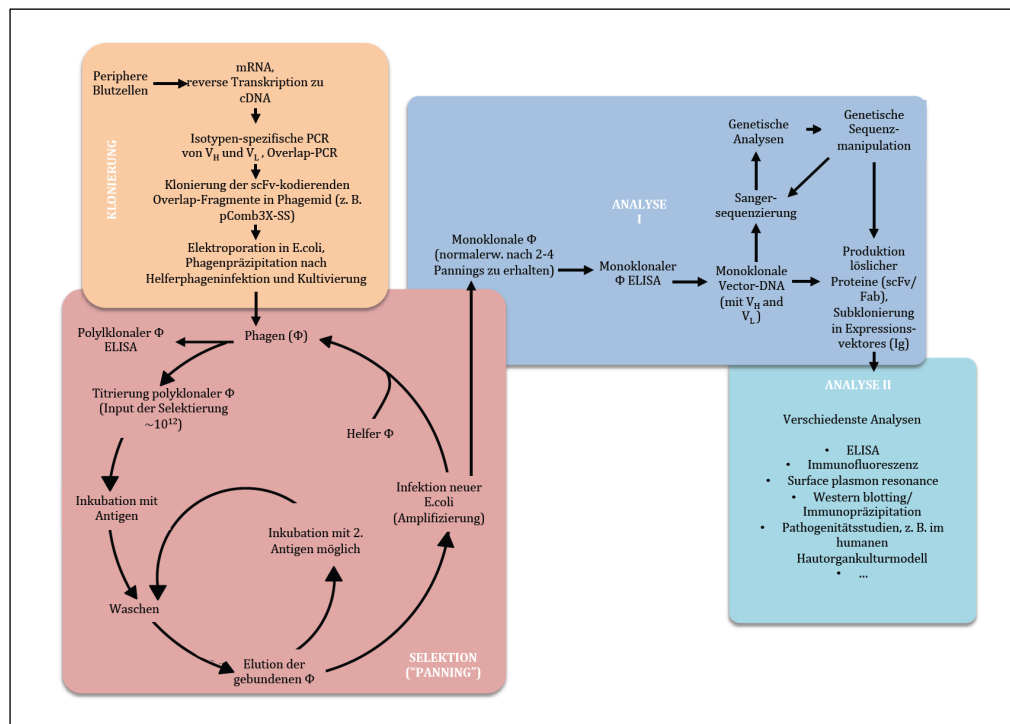 Periphere
Blutzellen
mRNA,
reverse Transkription zu
cDNA
Isotypen-spezifische PCR
von VH und VL , Overlap-PCR
Klonierung der scFv-kodierenden
Overlap-Fragmente in Phagemid (z. B.
pComb3X-SS)
Elektroporation in E.coli,
Phagenpräzipitation nach
Helferphageninfektion und Kultivierung
KLONIERUNG
Phagen (Φ)
Polylklonaler Φ
ELISA
Titrierung polyklonaler Φ
(Input der Selektierung
~10¹²)
Helfer Φ
Inkubation mit
Antigen
Infektion neuer
E.coli
(Amplifizierung)
Inkubation mit 2.
Antigen möglich
Waschen
Elution der
gebundenen Φ
SELEKTION
("PANNING")
Monoklonale Φ
(normalerw. nach 2-4
Pannings zu erhalten)
Monoklonaler
Φ ELISA
ANALYSE
I
Genetische
Analysen
Genetische
Sequenz-
manipulation
Sanger-
sequenzierung
Monoklonale
Vector-DNA
(mit VH and
VL)
Produktion
löslicher
Proteine (scFv/
Fab),
Subklonierung
in Expressions-
vektores (Ig)
ANALYSE II
Verschiedenste Analysen
• ELISA
• Immunofluoreszenz
• Surface plasmon resonance
• Western blotting/
Immunopräzipitation
• Pathogenitätsstudien, z. B. im
humanen
Hautorgankulturmodell
• ...